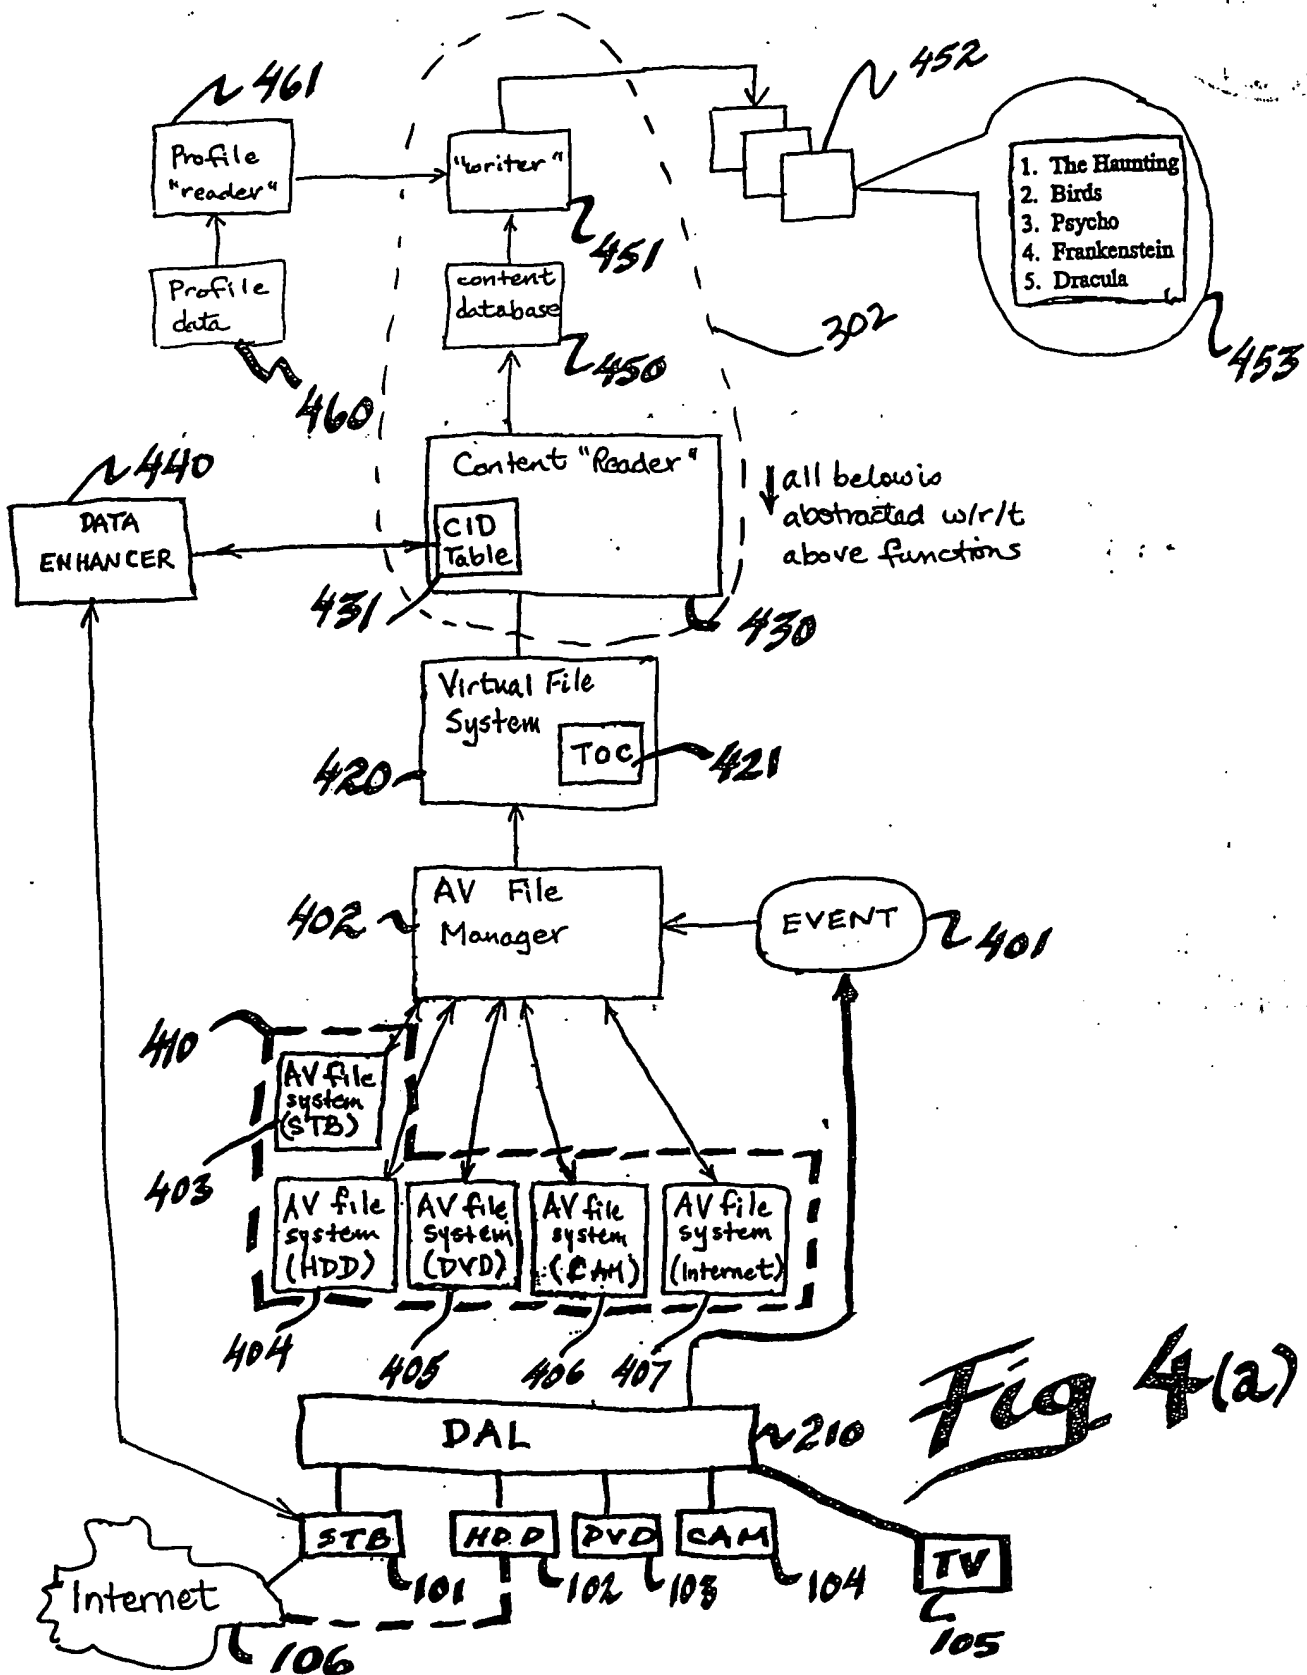 461
452
Profile
"reader"
"writer"
451
1. The Haunting
2. Birds
3. Psycho
4. Frankenstein
5. Dracula
453
Profile
data
460
content
database
450
302
440
DATA
ENHANCER
Content "Reader"
CID
Table
431
430
all below is
abstracted w/r/t
above functions
Virtual File
System
TOC
420
421
AV File
Manager
402
EVENT
401
410
AV file
system
(STB)
403
AV file
system
(HDD)
AV file
system
(DVD)
AV file
system
(CAM)
AV file
system
(Internet)
404
405
406
407
Fig 4(a)
DAL
210
STB
101
HDD
102
DVD
103
CAM
104
TV
105
Internet
106